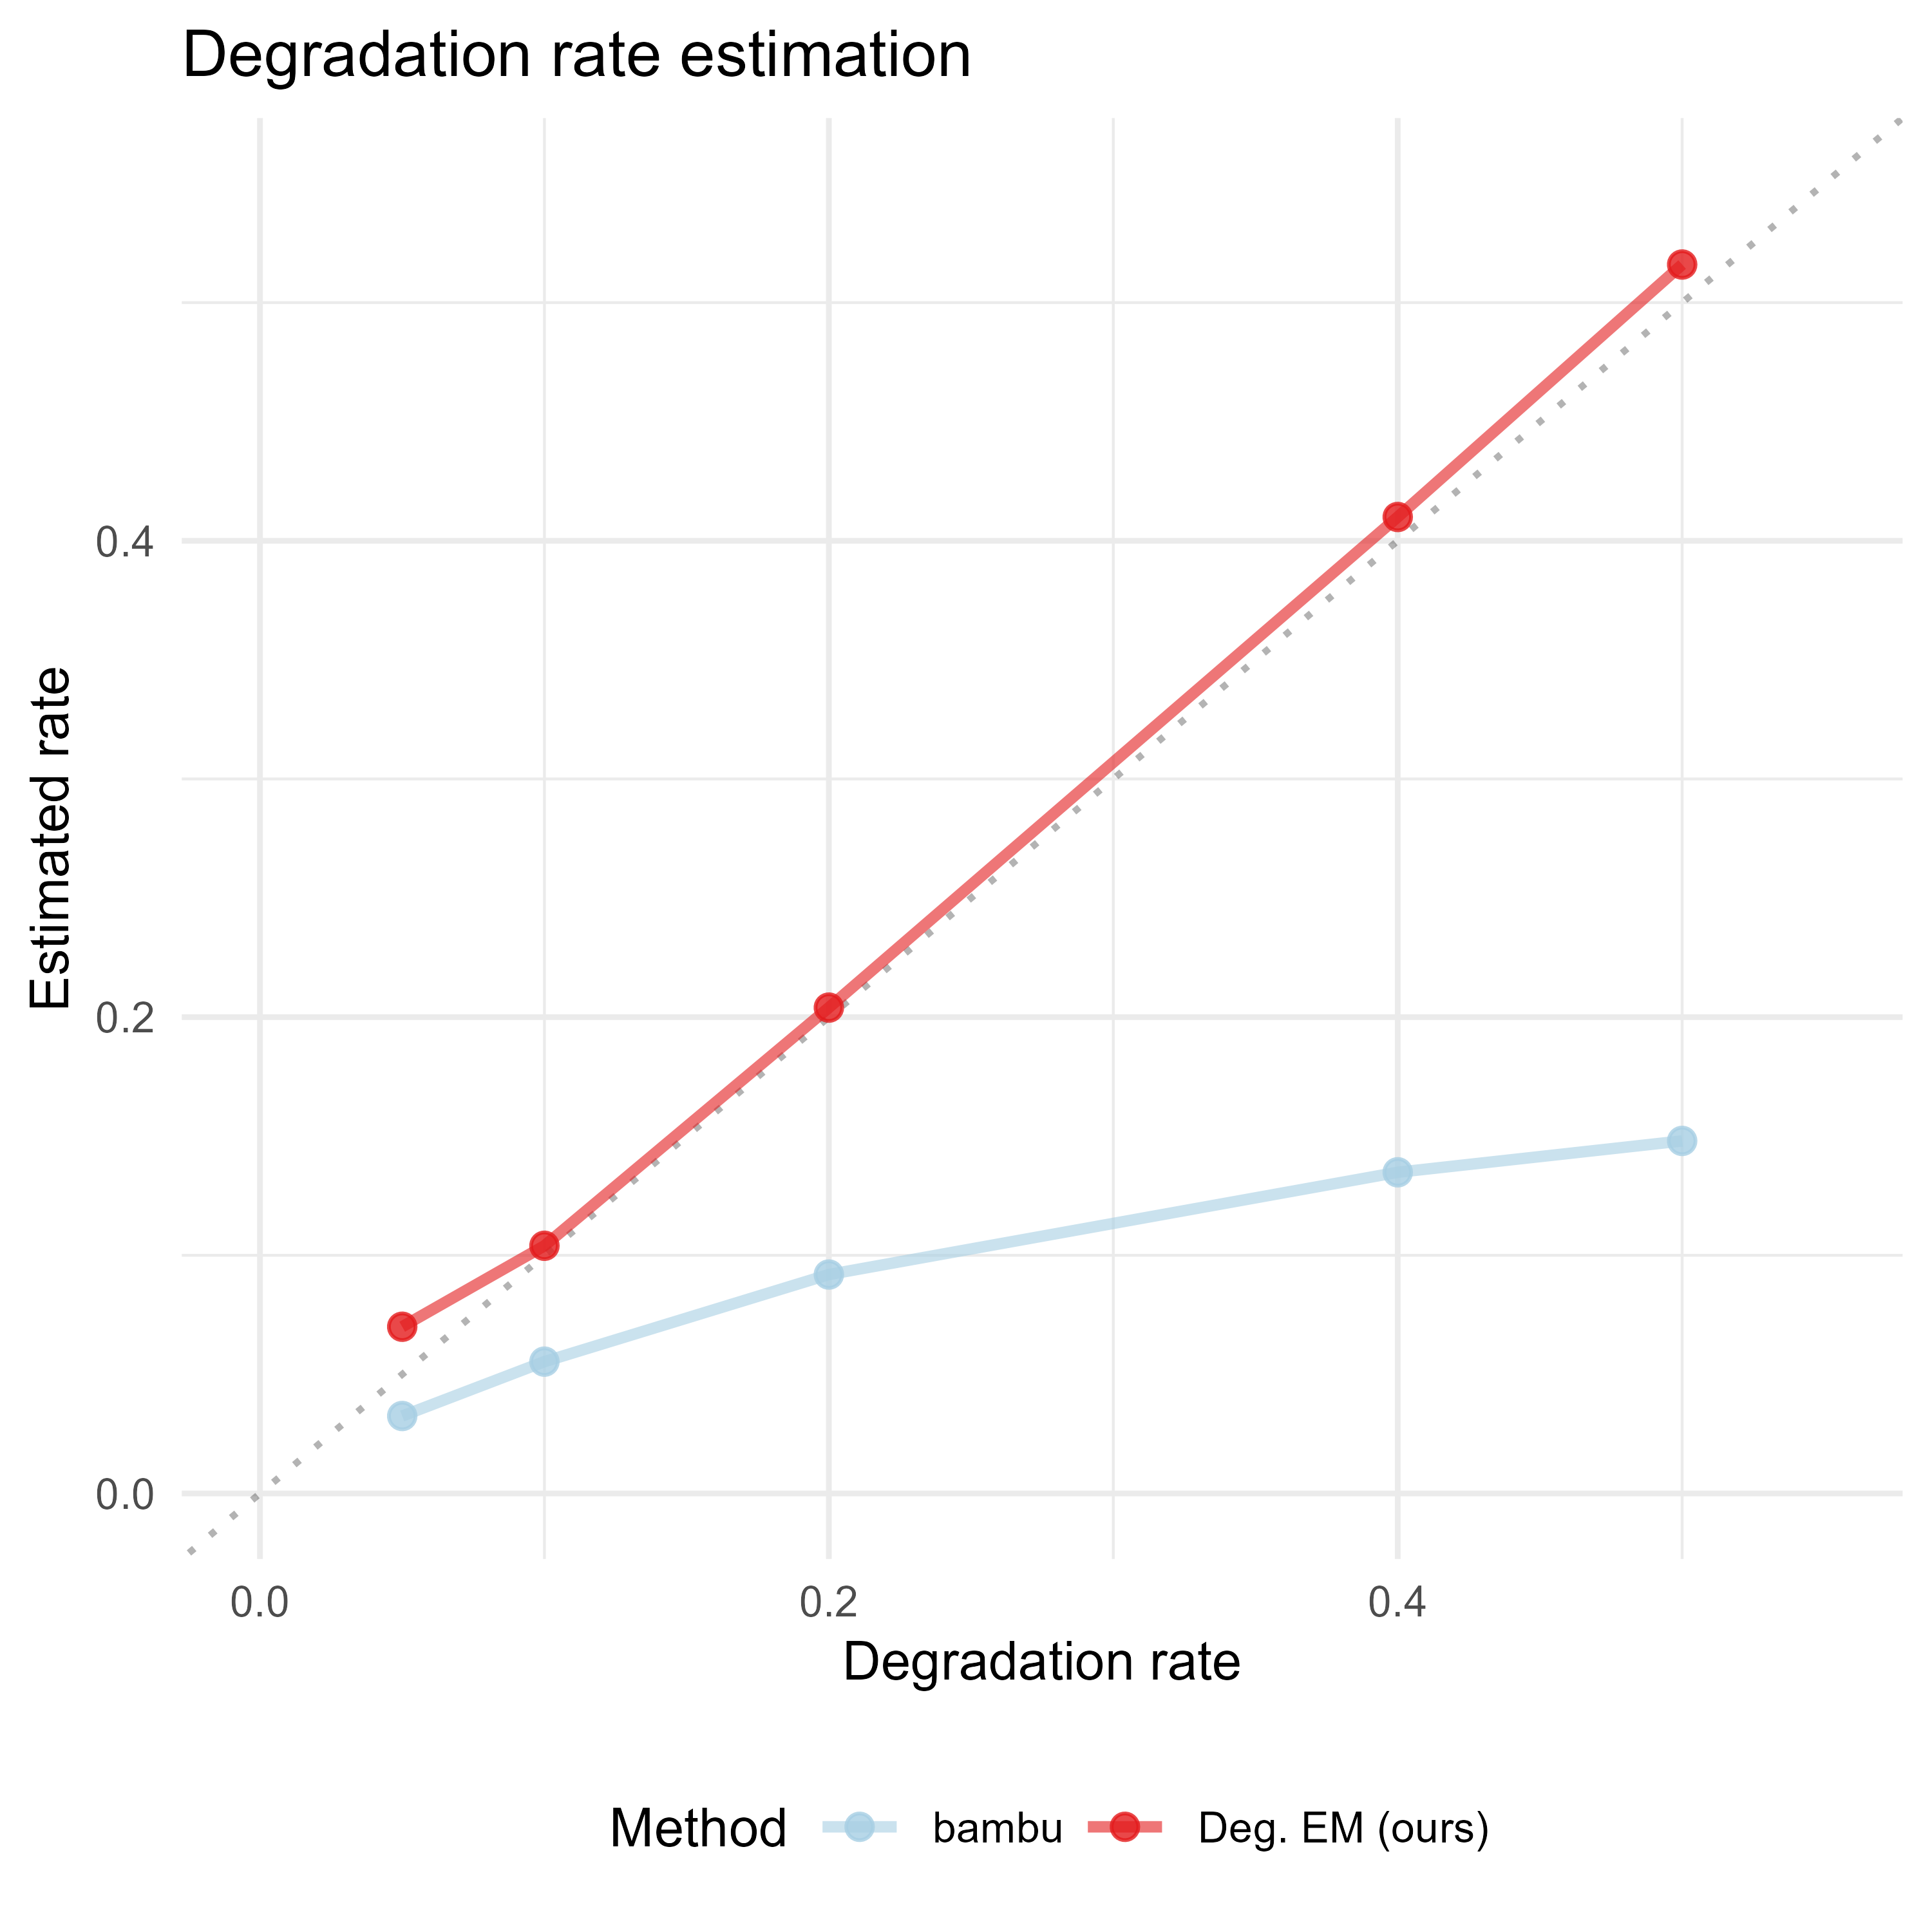 Degradation rate estimation
Estimated rate
0.4
0.2
0.0
0.0 0.2 0.4
Degradation rate
Method bambu Deg. EM (ours)